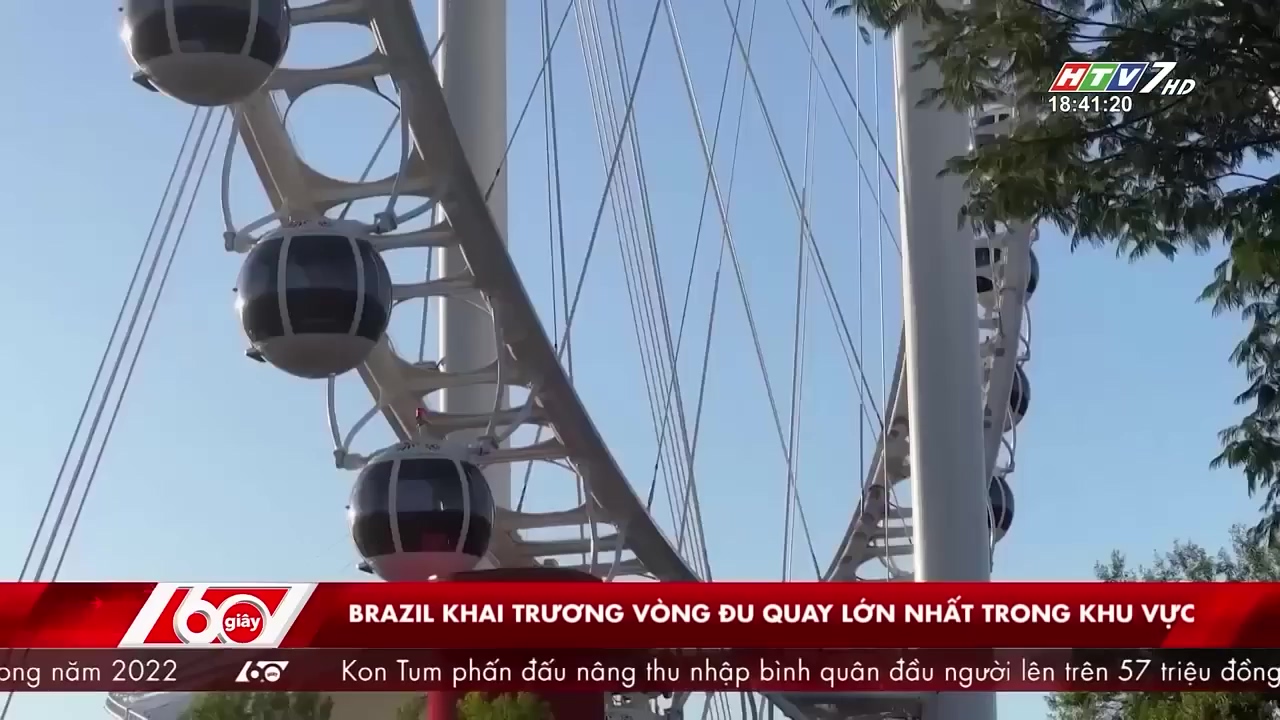 HTV7 HD
18:41:20
60 giây
BRAZIL KHAI TRƯƠNG VÒNG ĐU QUAY LỚN NHẤT TRONG KHU VỰC
ong năm 2022 60 giây Kon Tum phấn đấu nâng thu nhập bình quân đầu người lên trên 57 triệu đồng